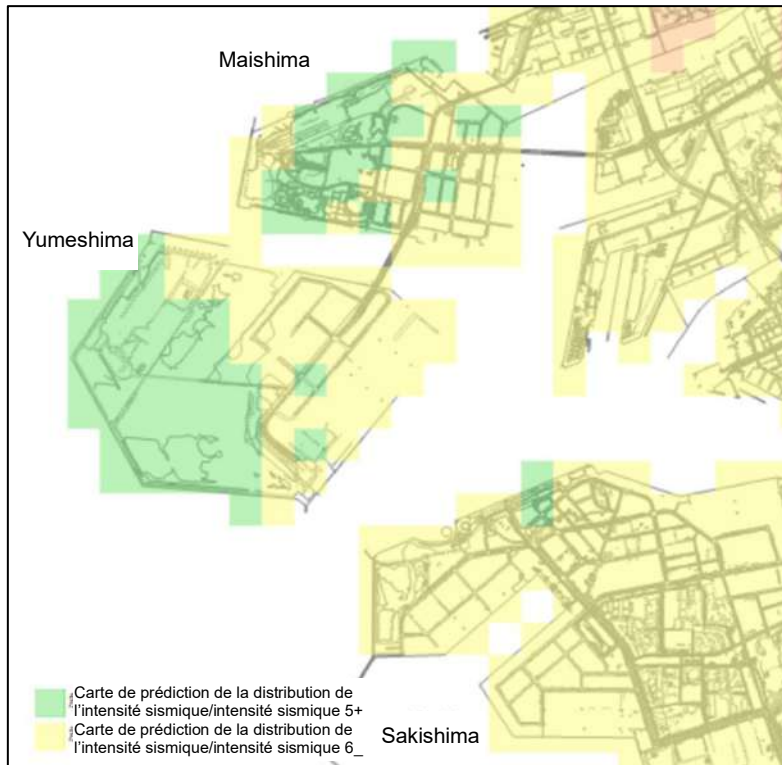 Maishima
Yumeshima
Carte de prédiction de la distribution de
l'intensité sismique/intensité sismique 5+
Carte de prédiction de la distribution de
l'intensité sismique/intensité sismique 6_
Sakishima